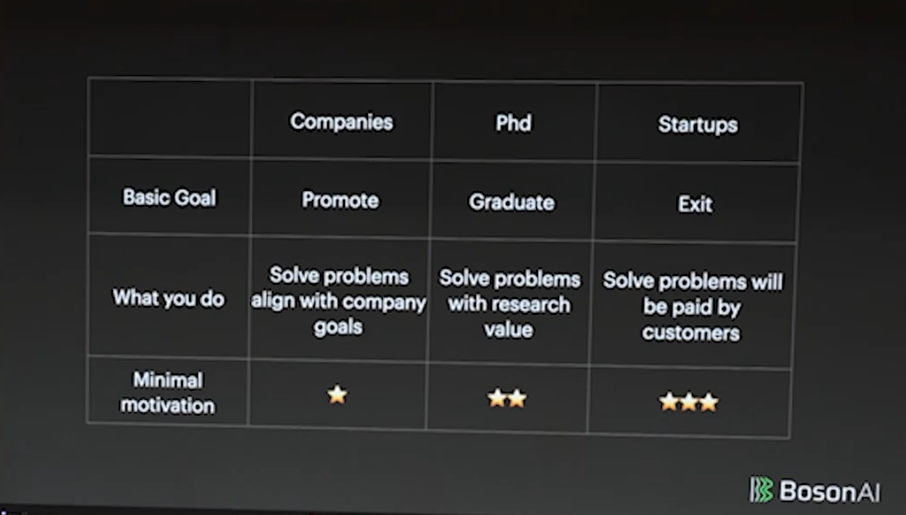 Companies
Phd
Startups
Basic Goal
Promote
Graduate
Exit
What you do
Solve problems
align with company
goals
Solve problems
with research
value
Solve problems will
be paid by
customers
Minimal
motivation
BosonAI